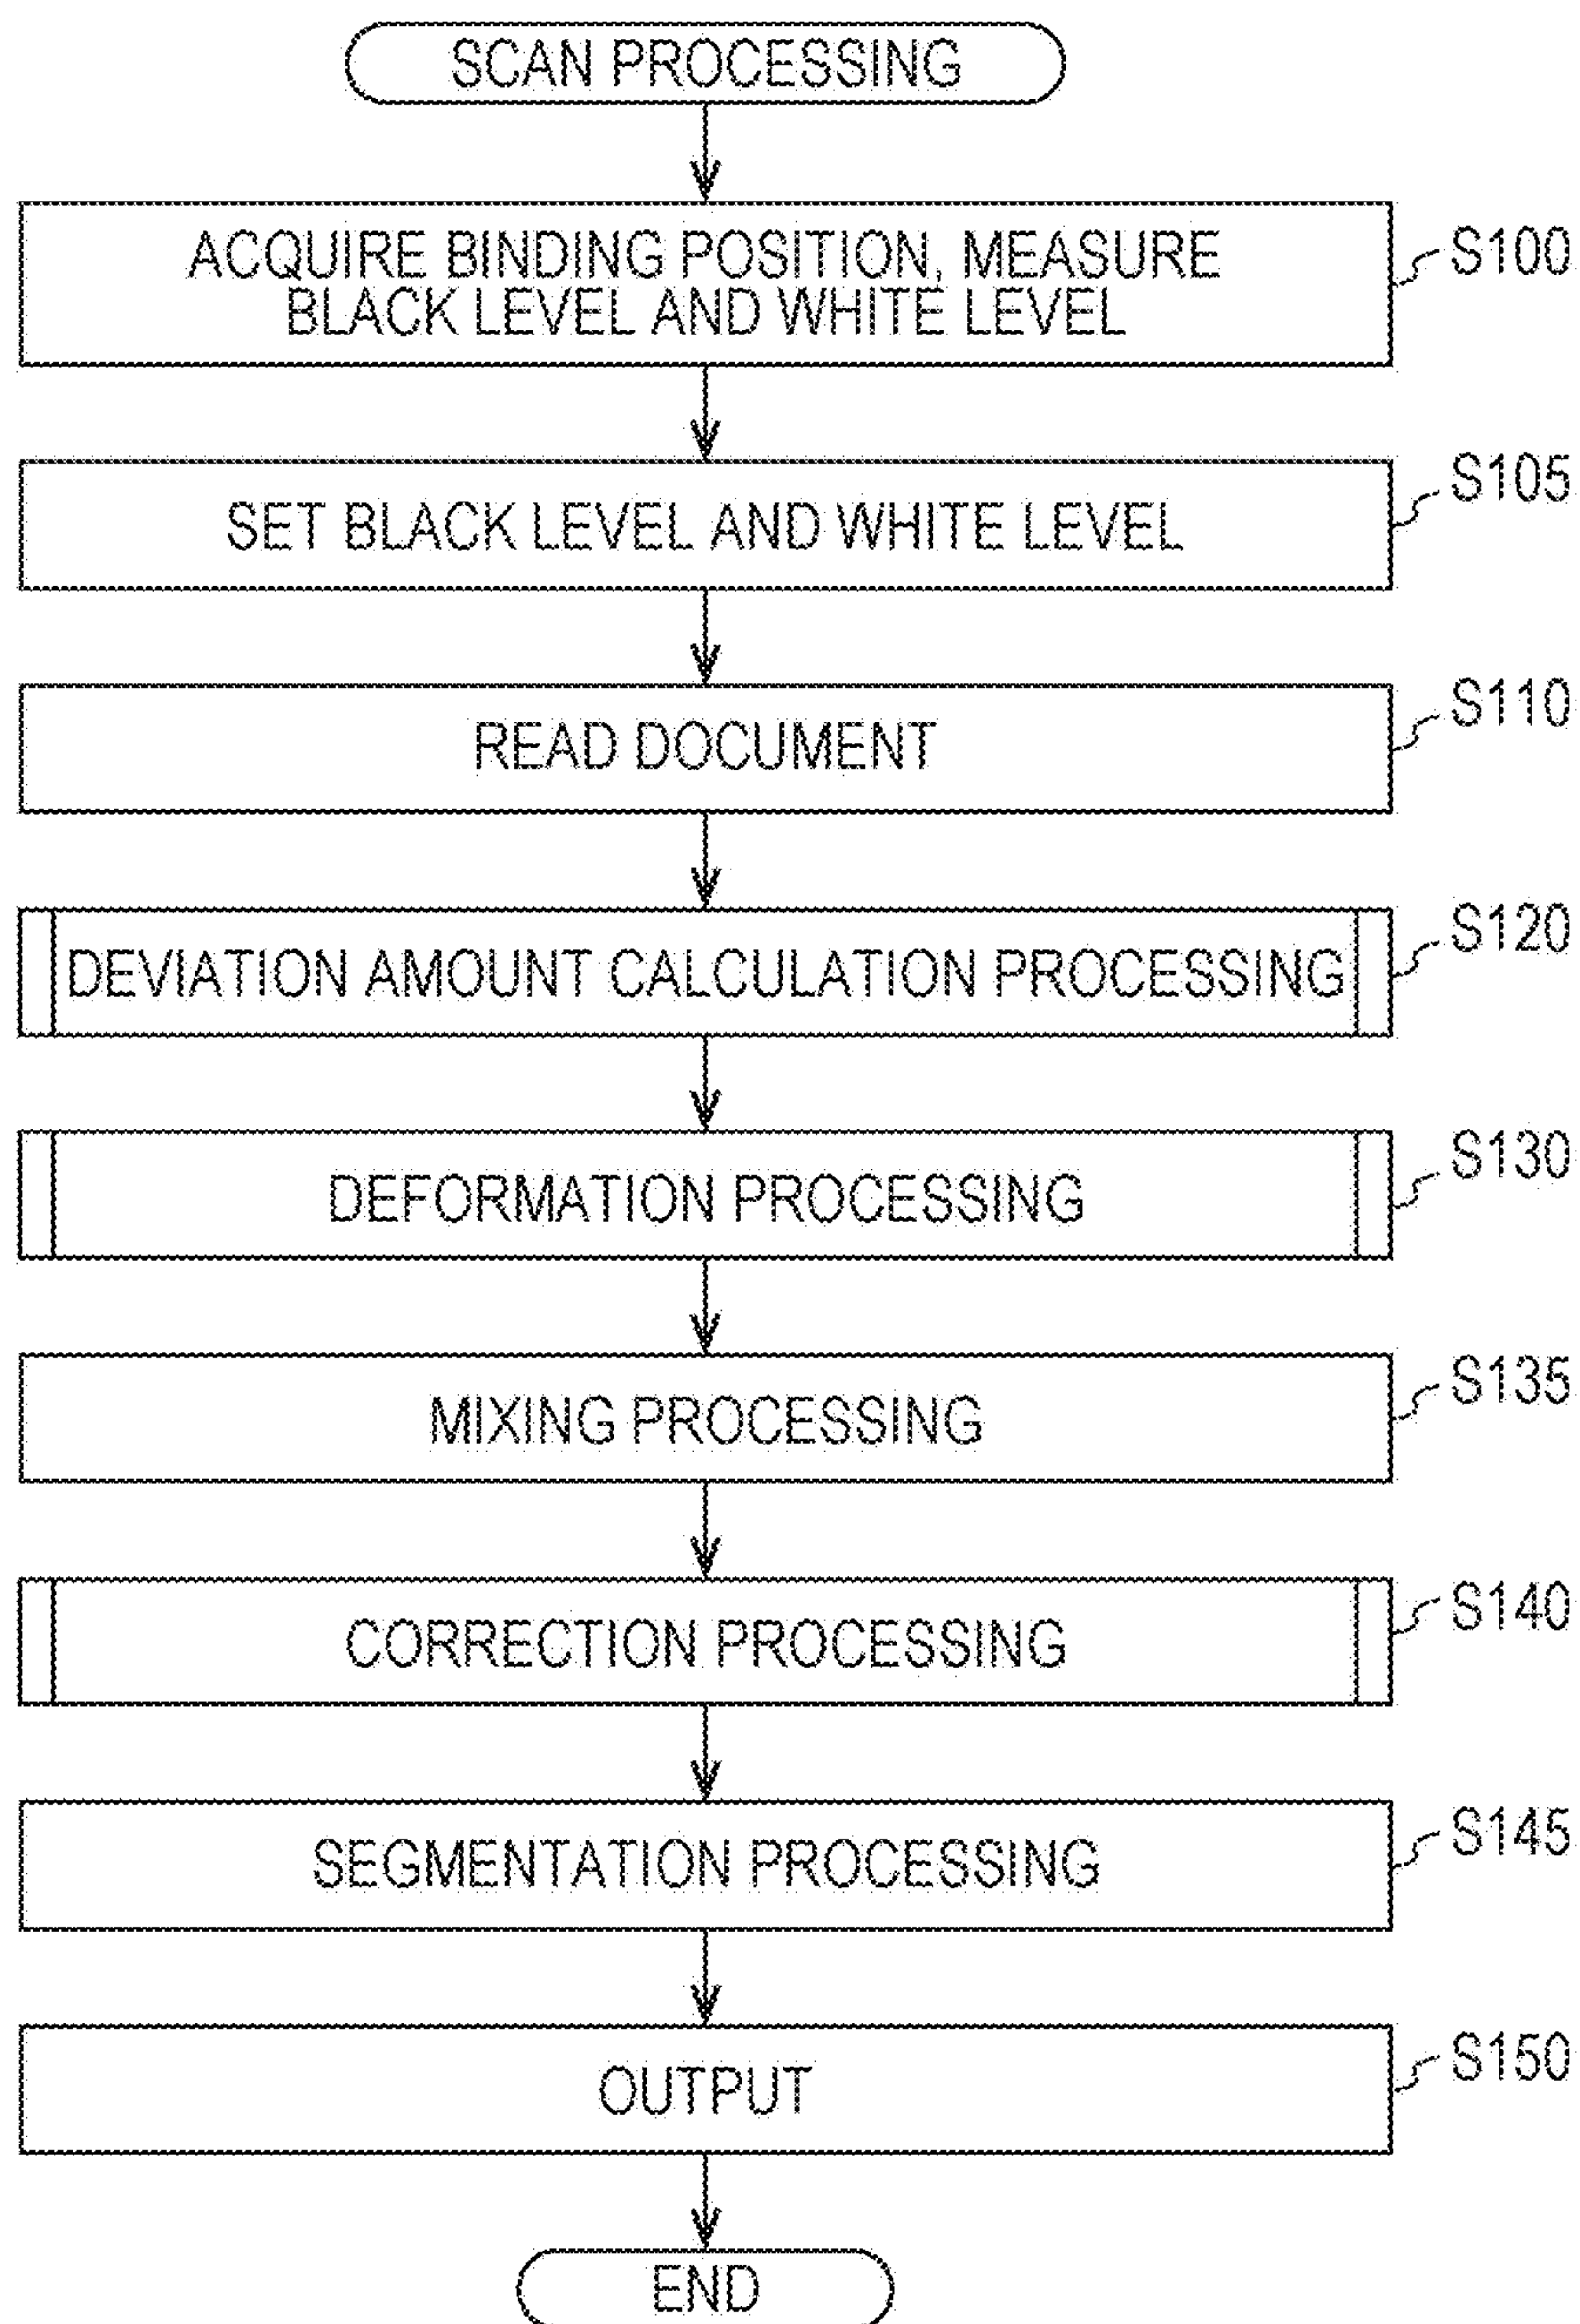 SCAN PROCESSING
ACQUIRE BINDING POSITION, MEASURE
BLACK LEVEL AND WHITE LEVEL
S100
SET BLACK LEVEL AND WHITE LEVEL
S105
READ DOCUMENT
S110
DEVIATION AMOUNT CALCULATION PROCESSING
S120
DEFORMATION PROCESSING
S130
MIXING PROCESSING
S135
CORRECTION PROCESSING
S140
SEGMENTATION PROCESSING
S145
OUTPUT
S150
END